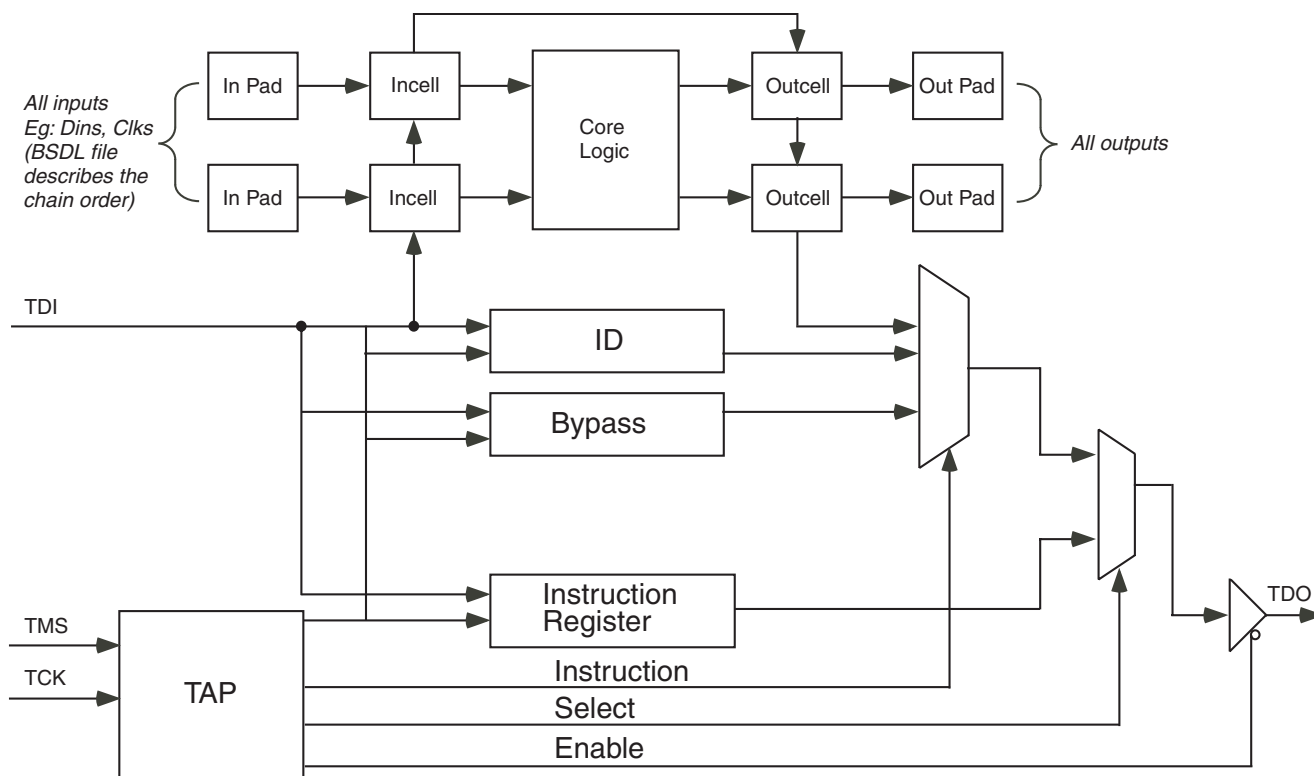 In Pad
Incell
Core
Logic
Outcell
Out Pad
All inputs
Eg: Dins, Clks
(BSDL file
describes the
chain order)
All outputs
In Pad
Incell
Outcell
Out Pad
TDI
ID
Bypass
Instruction
Register
TDO
TMS
TCK
TAP
Instruction
Select
Enable